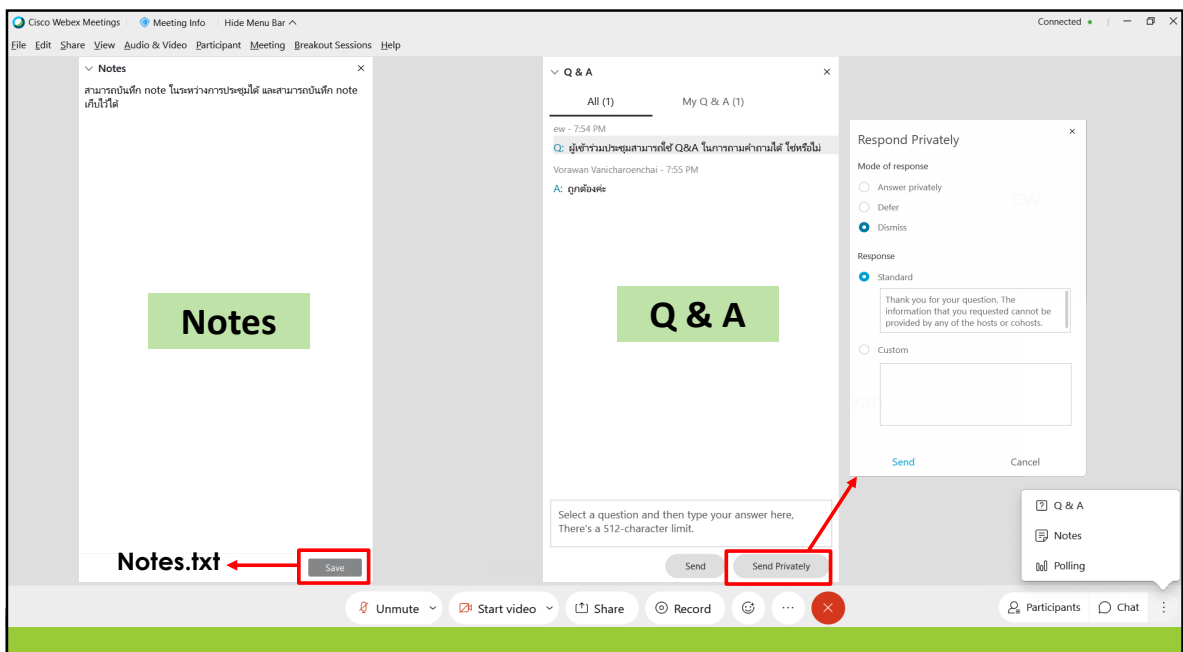 Cisco Webex Meetings Meeting Info Hide Menu Bar
Connected
File Edit Share View Audio & Video Participant Meeting Breakout Sessions Help
Notes
สามารถบันทึก note ในระหว่างการประชุมได้ และสามารถบันทึก note
เก็บไว้ได้
Notes
Notes.txt
Save
Q & A
All (1) My Q & A (1)
ew - 7:54 PM
Q: ผู้เข้าร่วมประชุมสามารถใช้ Q&A ในการถามคำถามได้ ใช่หรือไม่
Vorawan Vanicharoenchai - 7:55 PM
A: ถูกต้องค่ะ
Q & A
Select a question and then type your answer here,
There's a 512-character limit.
Send Send Privately
Respond Privately
Mode of response
Answer privately
ew
Defer
Dismiss
Response
Standard
Thank you for your question. The
information that you requested cannot be
provided by any of the hosts or cohosts.
Custom
Send Cancel
Q & A
Notes
Polling
Unmute Start video Share Record
Participants Chat